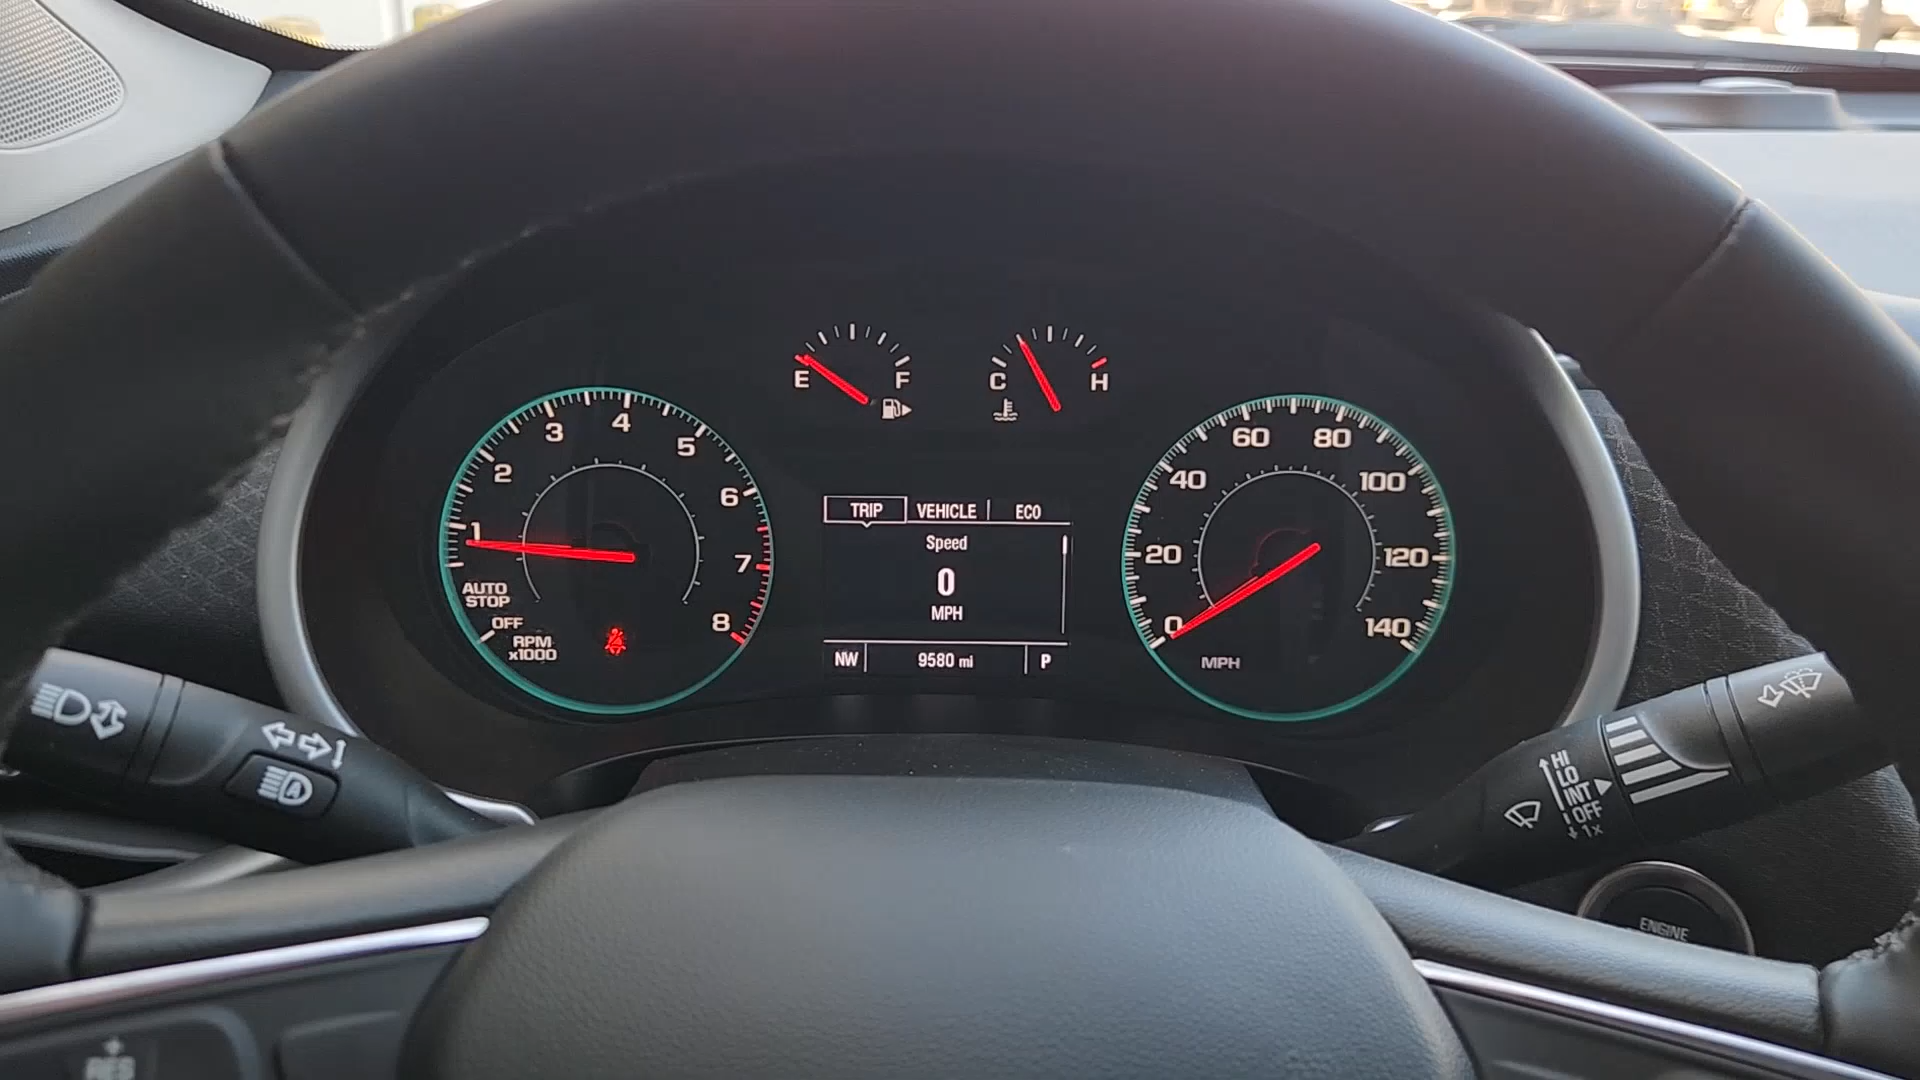 E F
C H
1 2 3 4 5 6 7 8
AUTO
STOP
OFF
RPM
x1000
TRIP VEHICLE ECO
Speed
0
MPH
NW 9580 mi P
0 20 40 60 80 100 120 140
MPH
A
HI
LO
INT
OFF
1x
ENGINE
+
RES